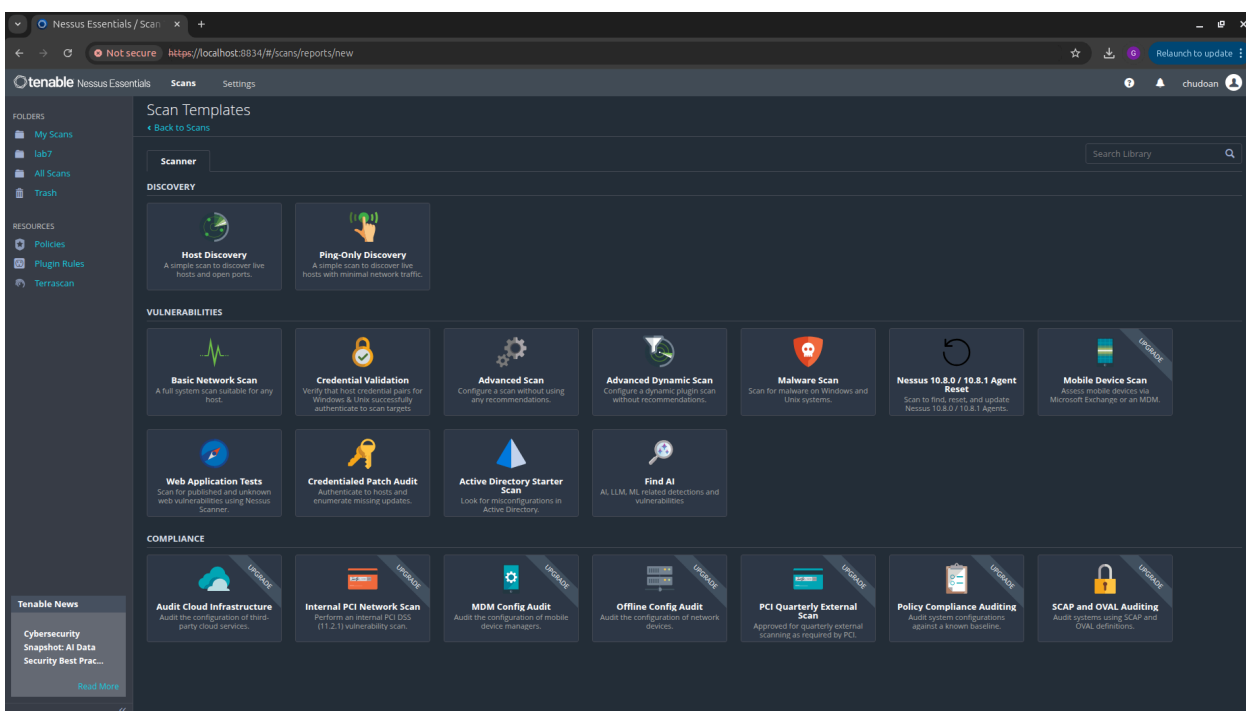 Nessus Essentials / Scan
Not secure https://localhost:8834/#/scans/reports/new
G
Relaunch to update
tenable Nessus Essentials
Scans
Settings
chudoan
FOLDERS
My Scans
lab7
All Scans
Trash
RESOURCES
Policies
Plugin Rules
Terrascan
Tenable News
Cybersecurity
Snapshot: AI Data
Security Best Prac...
Read More
Scan Templates
Back to Scans
Scanner
Search Library
DISCOVERY
Host Discovery
A simple scan to discover live
hosts and open ports.
Ping-Only Discovery
A simple scan to discover live
hosts with minimal network traffic.
VULNERABILITIES
Basic Network Scan
A full system scan suitable for any
host.
Credential Validation
Verify that host credential pairs for
Windows & Unix successfully
authenticate to scan targets
Advanced Scan
Configure a scan without using
any recommendations.
Advanced Dynamic Scan
Configure a dynamic plugin scan
without recommendations.
Malware Scan
Scan for malware on Windows and
Unix systems.
Nessus 10.8.0 / 10.8.1 Agent
Reset
Scan to find, reset, and update
Nessus 10.8.0 / 10.8.1 Agents.
UPGRADE
Mobile Device Scan
Assess mobile devices via
Microsoft Exchange or an MDM.
Web Application Tests
Scan for published and unknown
web vulnerabilities using Nessus
Scanner.
Credentialed Patch Audit
Authenticate to hosts and
enumerate missing updates.
Active Directory Starter
Scan
Look for misconfigurations in
Active Directory.
Find AI
AI, LLM, ML related detections and
vulnerabilities
COMPLIANCE
UPGRADE
Audit Cloud Infrastructure
Audit the configuration of third-
party cloud services.
UPGRADE
Internal PCI Network Scan
Perform an internal PCI DSS
(11.2.1) vulnerability scan.
UPGRADE
MDM Config Audit
Audit the configuration of mobile
device managers.
UPGRADE
Offline Config Audit
Audit the configuration of network
devices.
UPGRADE
PCI Quarterly External
Scan
Approved for quarterly external
scanning as required by PCI.
UPGRADE
Policy Compliance Auditing
Audit system configurations
against a known baseline.
UPGRADE
SCAP and OVAL Auditing
Audit systems using SCAP and
OVAL definitions.